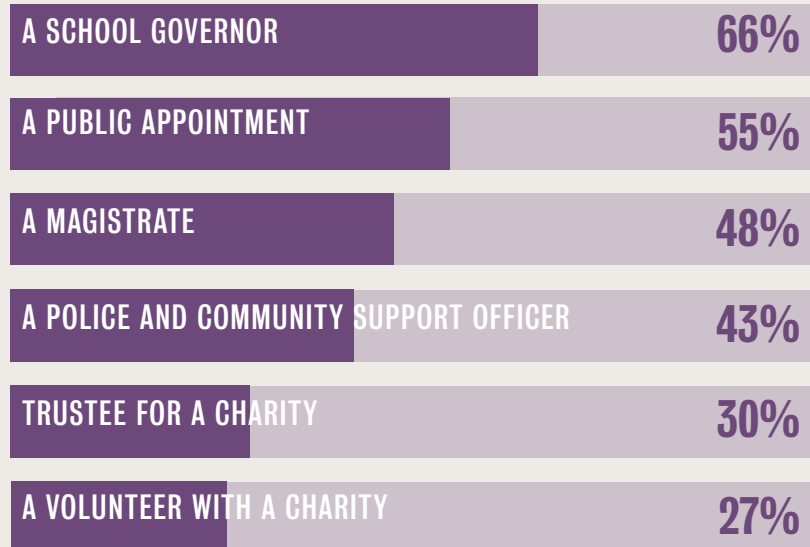 A SCHOOL GOVERNOR 66%
A PUBLIC APPOINTMENT 55%
A MAGISTRATE 48%
A POLICE AND COMMUNITY SUPPORT OFFICER 43%
TRUSTEE FOR A CHARITY 30%
A VOLUNTEER WITH A CHARITY 27%